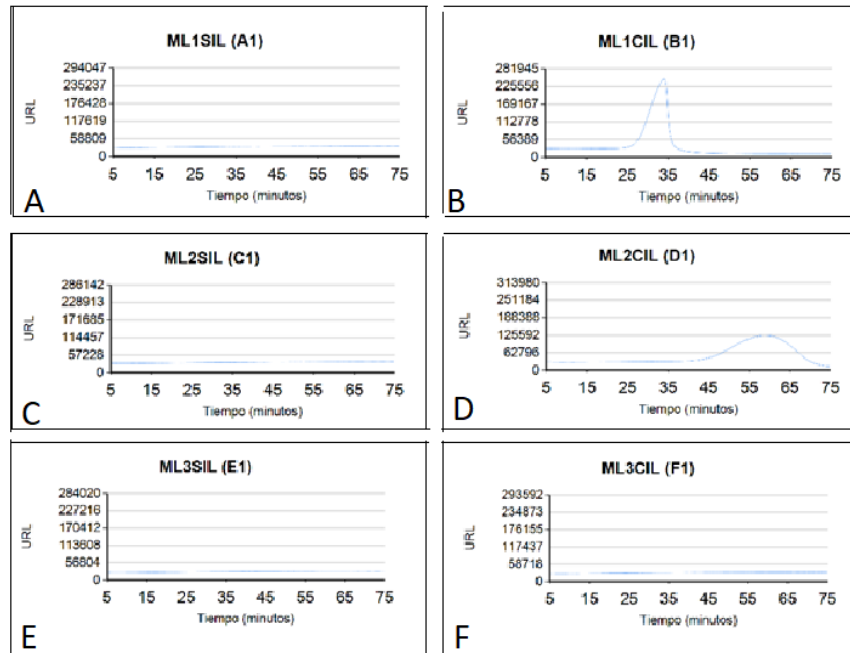 ML1SIL (A1)
294047
235237
176428
117619
58809
0
URL
5 15 25 35 45 55 65 75
Tiempo (minutos)
A
ML1CIL (B1)
281945
225556
169167
112778
56389
0
URL
5 15 25 35 45 55 65 75
Tiempo (minutos)
B
ML2SIL (C1)
286142
228913
171685
114457
57228
0
URL
5 15 25 35 45 55 65 75
Tiempo (minutos)
C
ML2CIL (D1)
313980
251184
188388
125592
62796
0
URL
5 15 25 35 45 55 65 75
Tiempo (minutos)
D
ML3SIL (E1)
284020
227216
170412
113608
56804
0
URL
5 15 25 35 45 55 65 75
Tiempo (minutos)
E
ML3CIL (F1)
293592
234873
176155
117437
58718
0
URL
5 15 25 35 45 55 65 75
Tiempo (minutos)
F